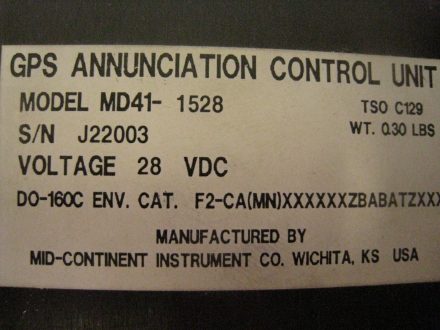 GPS ANNUNCIATION CONTROL UNIT
MODEL MD41- 1528
TSO C129
S/N J22003
WT. 0.30 LBS
VOLTAGE 28 VDC
DO-160C ENV. CAT. F2-CA(MN)XXXXXXZBABATZXXX
MANUFACTURED BY
MID-CONTINENT INSTRUMENT CO. WICHITA, KS USA